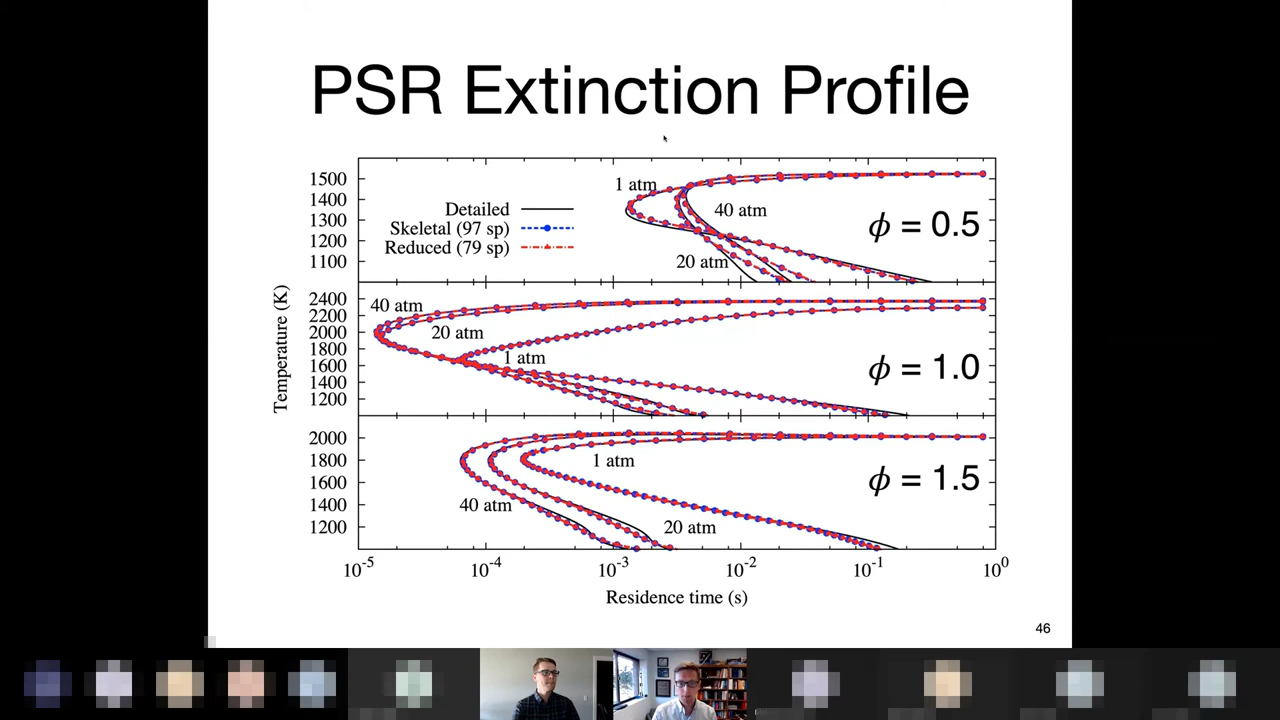 PSR Extinction Profile
1500
1400
1300
1200
1100
1 atm
Detailed
Skeletal (97 sp)
Reduced (79 sp)
40 atm
20 atm
ϕ = 0.5
2400
2200
2000
1800
1600
1400
1200
40 atm
20 atm
1 atm
ϕ = 1.0
2000
1800
1600
1400
1200
1 atm
40 atm
20 atm
ϕ = 1.5
Temperature (K)
10⁻⁵ 10⁻⁴ 10⁻³ 10⁻² 10⁻¹ 10⁰
Residence time (s)
46